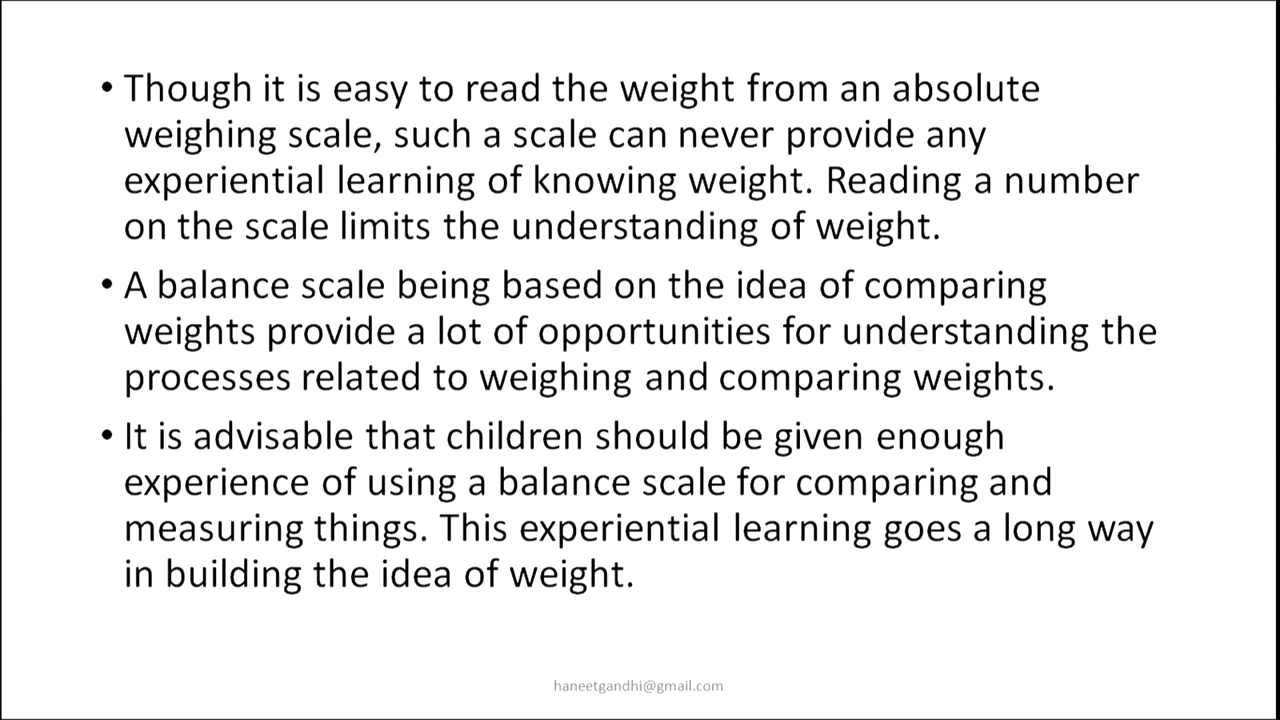 • Though it is easy to read the weight from an absolute
weighing scale, such a scale can never provide any
experiential learning of knowing weight. Reading a number
on the scale limits the understanding of weight.
• A balance scale being based on the idea of comparing
weights provide a lot of opportunities for understanding the
processes related to weighing and comparing weights.
• It is advisable that children should be given enough
experience of using a balance scale for comparing and
measuring things. This experiential learning goes a long way
in building the idea of weight.
haneetgandhi@gmail.com